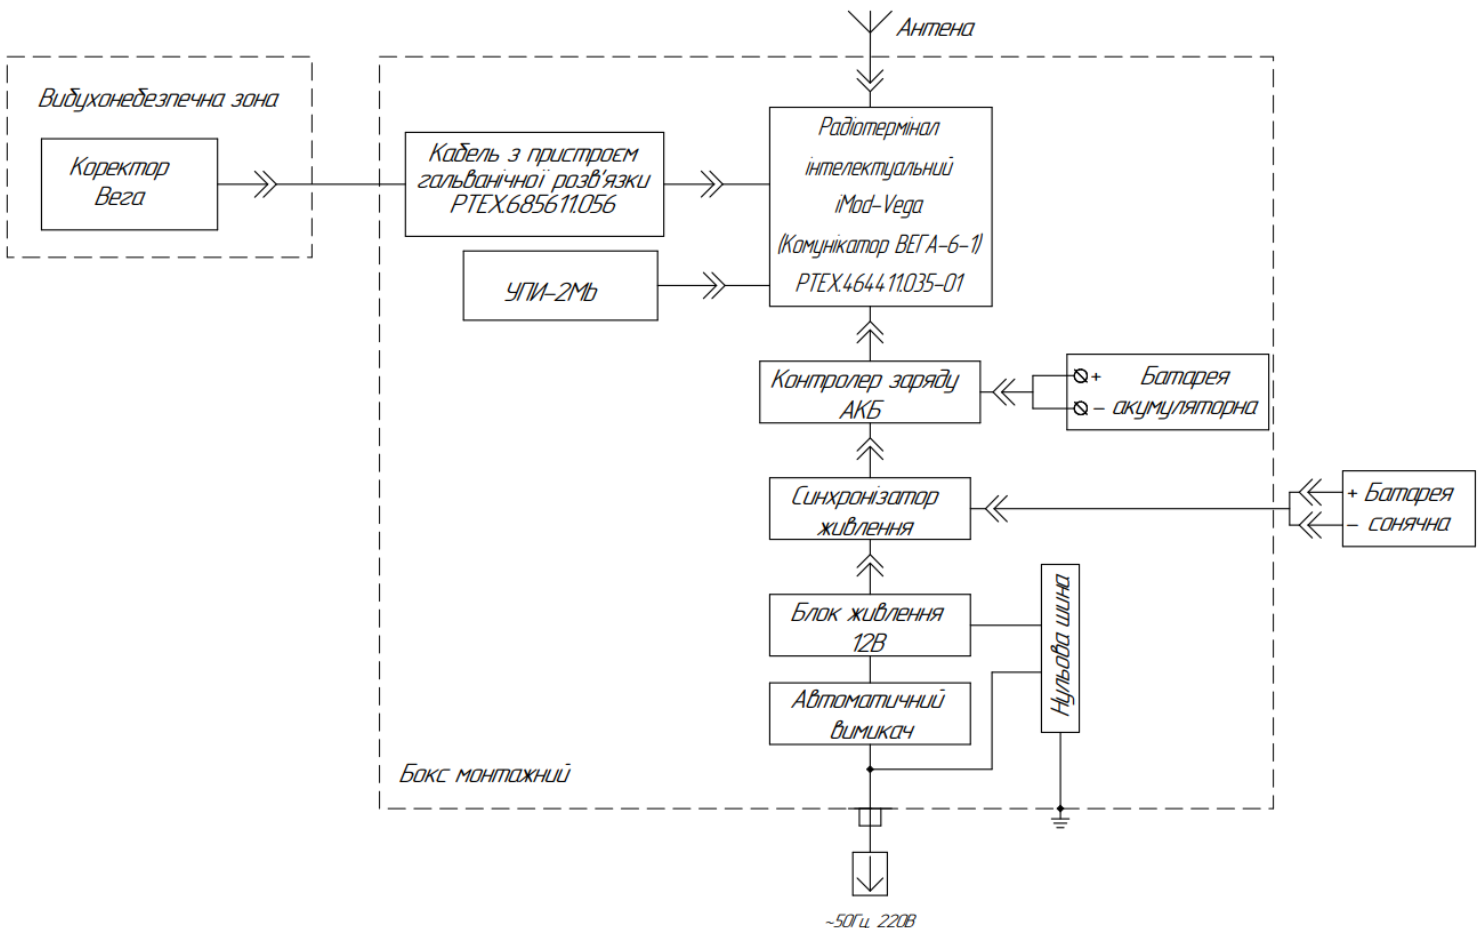 Антена
Вибухонебезпечна зона
Коректор
Вега
Кабель з пристроєм
гальванічної розв'язки
РТЕХ.685611.056
УПИ-2Мb
Радіотермінал
інтелектуальний
iMod-Vega
(Комунікатор ВЕГА-6-1)
РТЕХ.464411.035-01
Контролер заряду
АКБ
+ Батарея
- акумуляторна
Синхронізатор
живлення
+ Батарея
- сонячна
Блок живлення
12В
Нульова шина
Автоматичний
вимикач
Бокс монтажний
~50Гц 220В